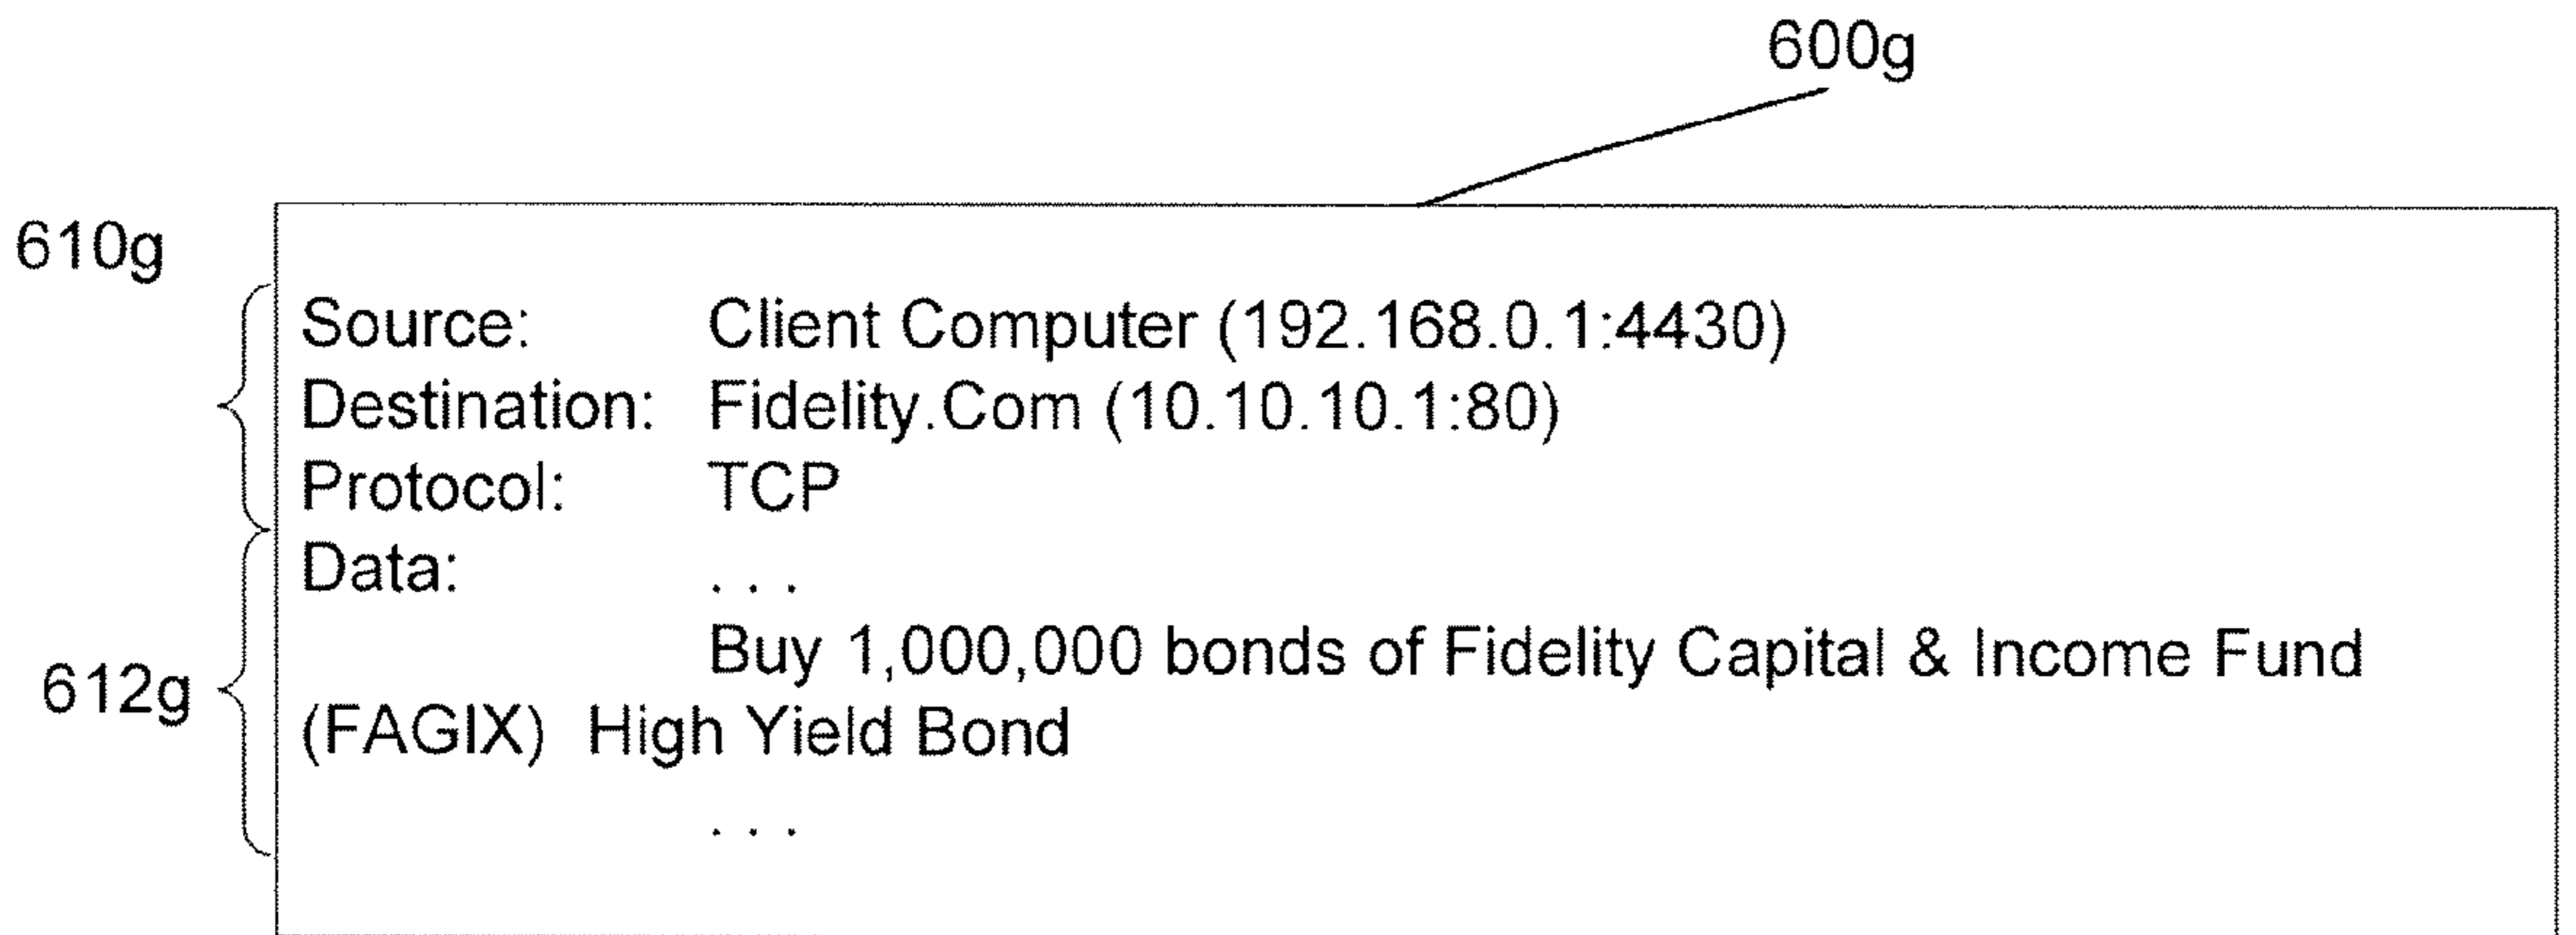 600g
610g
Source: Client Computer (192.168.0.1:4430)
Destination: Fidelity.Com (10.10.10.1:80)
Protocol: TCP
Data: . . .
Buy 1,000,000 bonds of Fidelity Capital & Income Fund
612g
(FAGIX) High Yield Bond
. . .